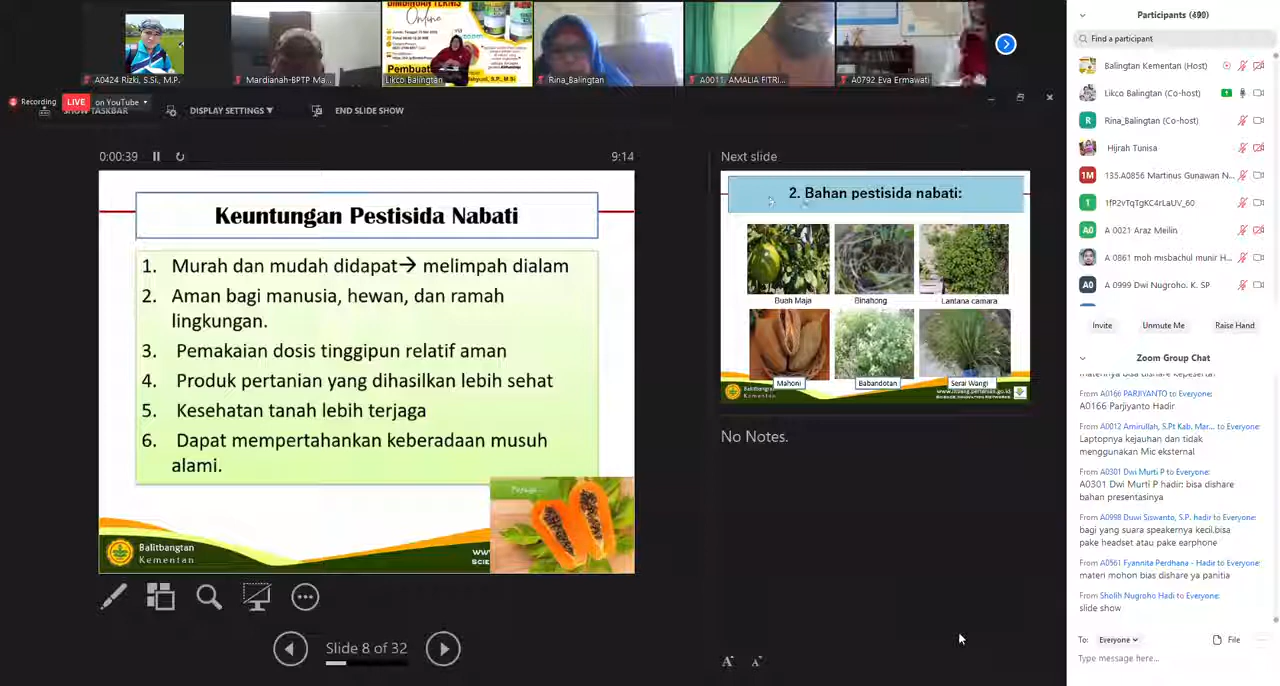 A0424 Rizki, S.Si, M.P.
Mardianah-BPTP Ma...
Online
Likco Balingtan
Rina_Balingtan
A0011. AMALIA FITRI...
A0792 Eva Ermawati
Recording
LIVE
on YouTube
SHOW TASKBAR
DISPLAY SETTINGS
END SLIDE SHOW
0:00:39
9:14
Keuntungan Pestisida Nabati
1. Murah dan mudah didapat→ melimpah dialam
2. Aman bagi manusia, hewan, dan ramah
lingkungan.
3. Pemakaian dosis tinggipun relatif aman
4. Produk pertanian yang dihasilkan lebih sehat
5. Kesehatan tanah lebih terjaga
6. Dapat mempertahankan keberadaan musuh
alami.
Balitbangtan
Kementan
Slide 8 of 32
Next slide
2. Bahan pestisida nabati:
Buah Maja
Binahong
Lantana camara
Mahoni
Babandotan
Serai Wangi
Balitbangtan
Kementan
No Notes.
Participants (490)
Find a participant
Balingtan Kementan (Host)
Likco Balingtan (Co-host)
R
Rina_Balingtan (Co-host)
Hijrah Tunisa
1M
135.A0856 Martinus Gunawan N...
1
1fP2vTqTgKC4rLaUV_60
A0
A 0021 Araz Meilin
A 0861 moh misbachul munir H...
A0
A 0999 Dwi Nugroho. K. SP
Invite
Unmute Me
Raise Hand
Zoom Group Chat
From A0166 PARJIYANTO to Everyone:
A0166 Parjiyanto Hadir
From A0012 Amirullah, S.Pt Kab. Mar... to Everyone:
Laptopnya kejauhan dan tidak
menggunakan Mic eksternal
From A0301 Dwi Murti P to Everyone:
A0301 Dwi Murti P hadir: bisa dishare
bahan presentasinya
From A0998 Duwi Siswanto, S.P. hadir to Everyone:
bagi yang suara speakernya kecil.bisa
pake headset atau pake earphone
From A0561 Fyannita Perdhana - Hadir to Everyone:
materi mohon bias dishare ya panitia
From Sholih Nugroho Hadi to Everyone:
slide show
To:
Everyone
File
Type message here...